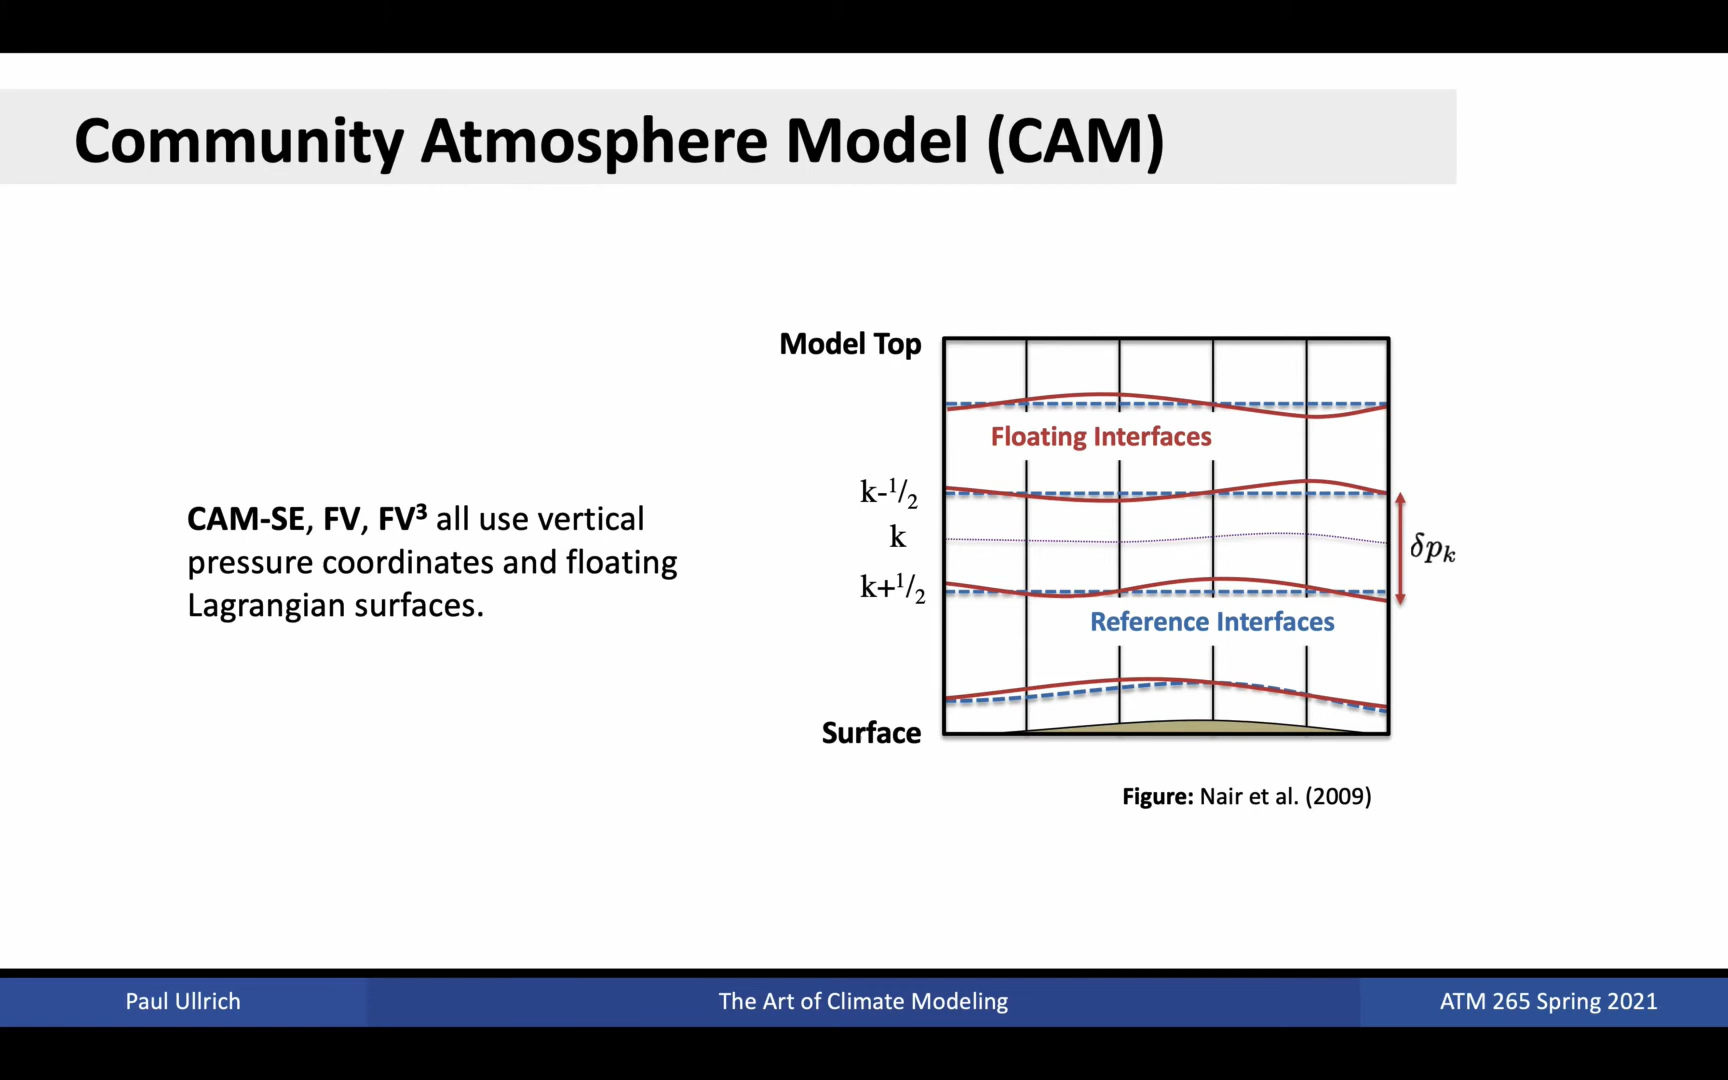 Community Atmosphere Model (CAM)
Model Top
Floating Interfaces
k-1/2
CAM-SE, FV, FV³ all use vertical
pressure coordinates and floating
Lagrangian surfaces.
k
δpₖ
k+1/2
Reference Interfaces
Surface
Figure: Nair et al. (2009)
Paul Ullrich
The Art of Climate Modeling
ATM 265 Spring 2021